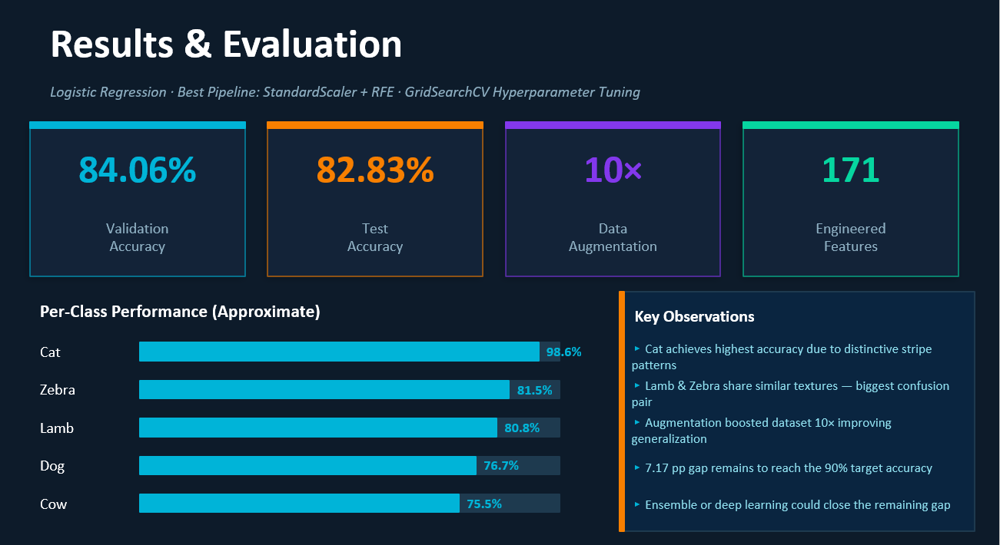 Results & Evaluation
Logistic Regression · Best Pipeline: StandardScaler + RFE · GridSearchCV Hyperparameter Tuning
84.06%
Validation
Accuracy
82.83%
Test
Accuracy
10×
Data
Augmentation
171
Engineered
Features
Per-Class Performance (Approximate)
Cat 98.6%
Zebra 81.5%
Lamb 80.8%
Dog 76.7%
Cow 75.5%
Key Observations
▸ Cat achieves highest accuracy due to distinctive stripe
patterns
▸ Lamb & Zebra share similar textures — biggest confusion
pair
▸ Augmentation boosted dataset 10× improving
generalization
▸ 7.17 pp gap remains to reach the 90% target accuracy
▸ Ensemble or deep learning could close the remaining gap